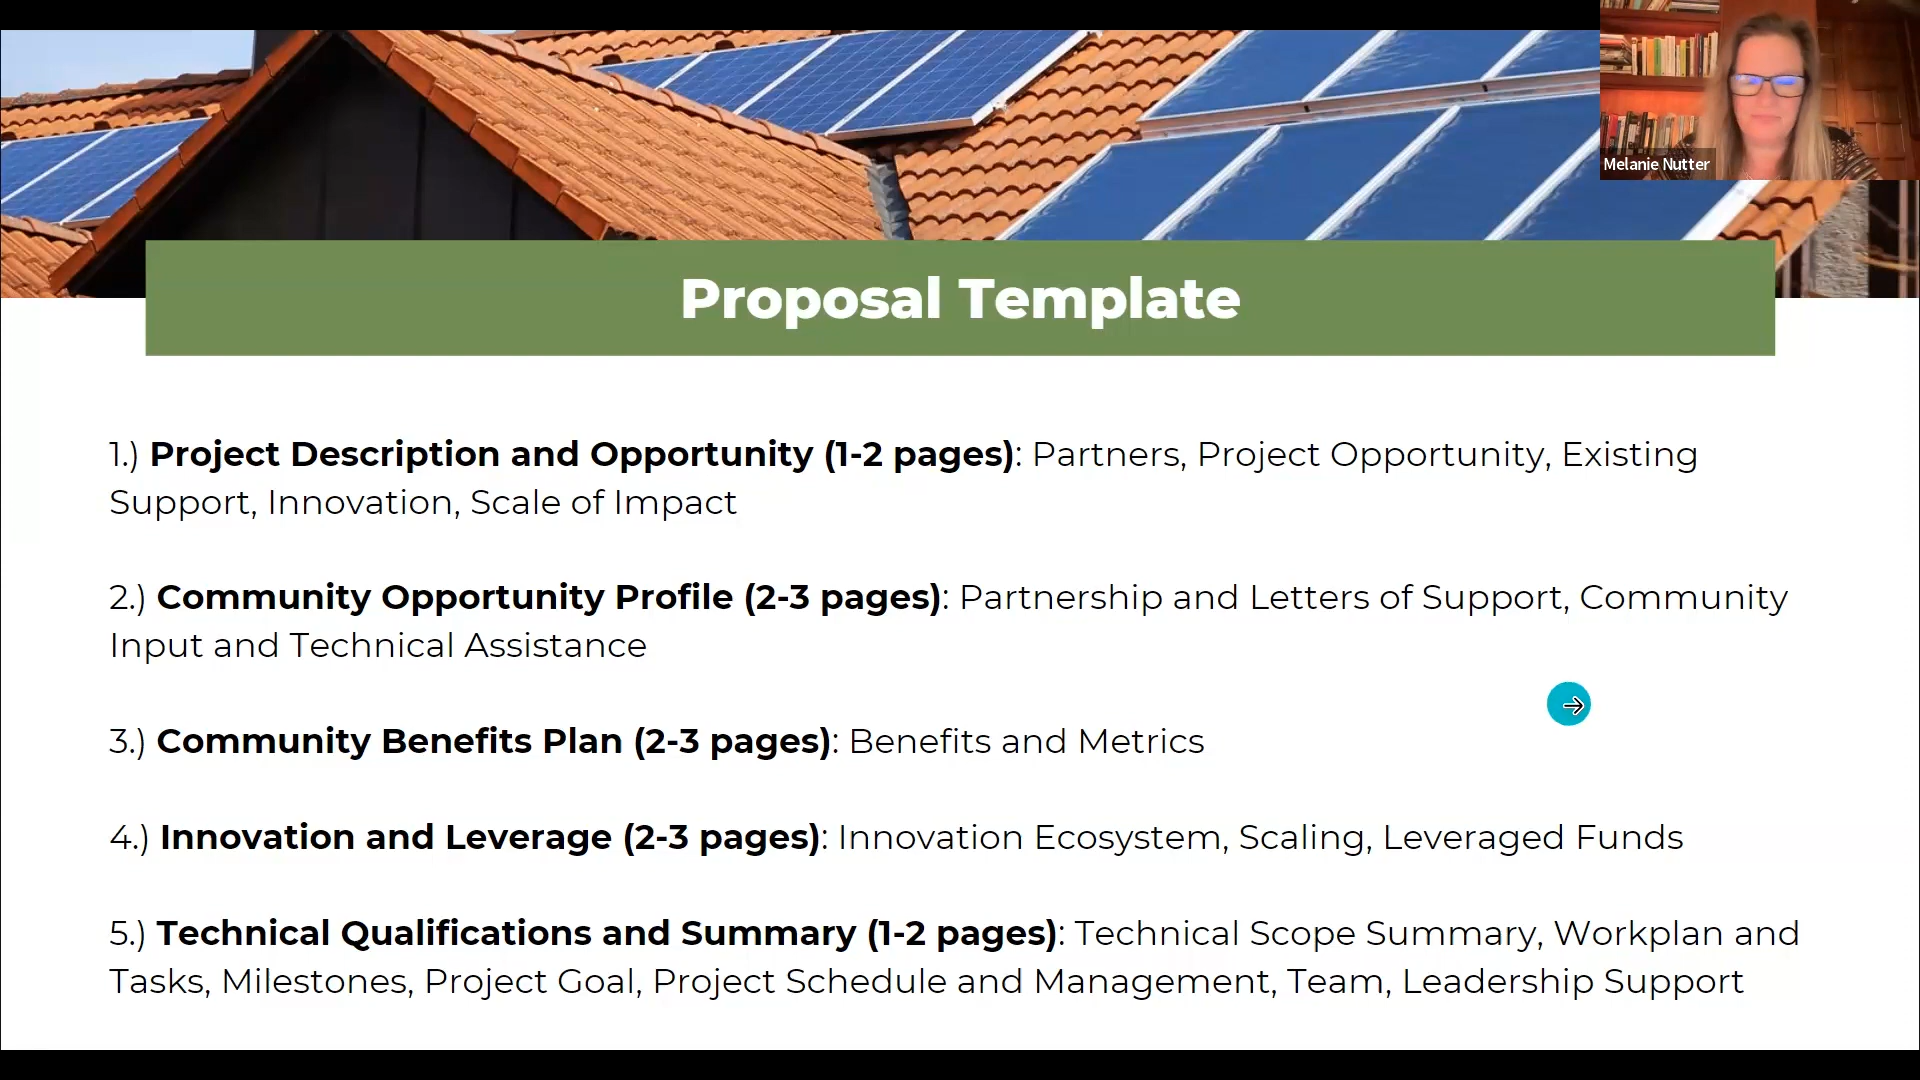 Melanie Nutter
Proposal Template
1.) Project Description and Opportunity (1-2 pages): Partners, Project Opportunity, Existing
Support, Innovation, Scale of Impact
2.) Community Opportunity Profile (2-3 pages): Partnership and Letters of Support, Community
Input and Technical Assistance
3.) Community Benefits Plan (2-3 pages): Benefits and Metrics
4.) Innovation and Leverage (2-3 pages): Innovation Ecosystem, Scaling, Leveraged Funds
5.) Technical Qualifications and Summary (1-2 pages): Technical Scope Summary, Workplan and
Tasks, Milestones, Project Goal, Project Schedule and Management, Team, Leadership Support